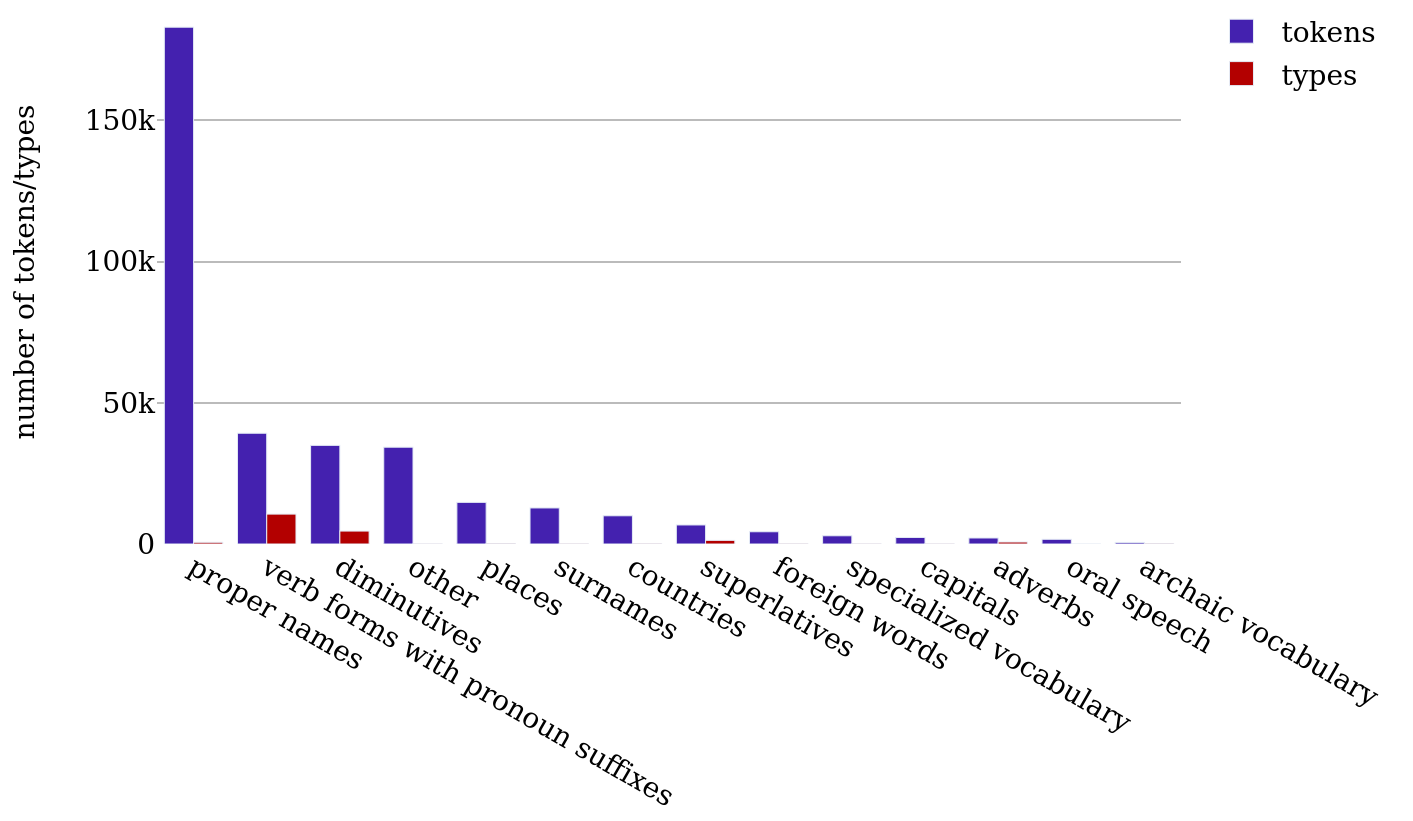 tokens
types
number of tokens/types
150k
100k
50k
0
proper names
verb forms with pronoun suffixes
diminutives
other
places
surnames
countries
superlatives
foreign words
specialized vocabulary
capitals
adverbs
oral speech
archaic vocabulary